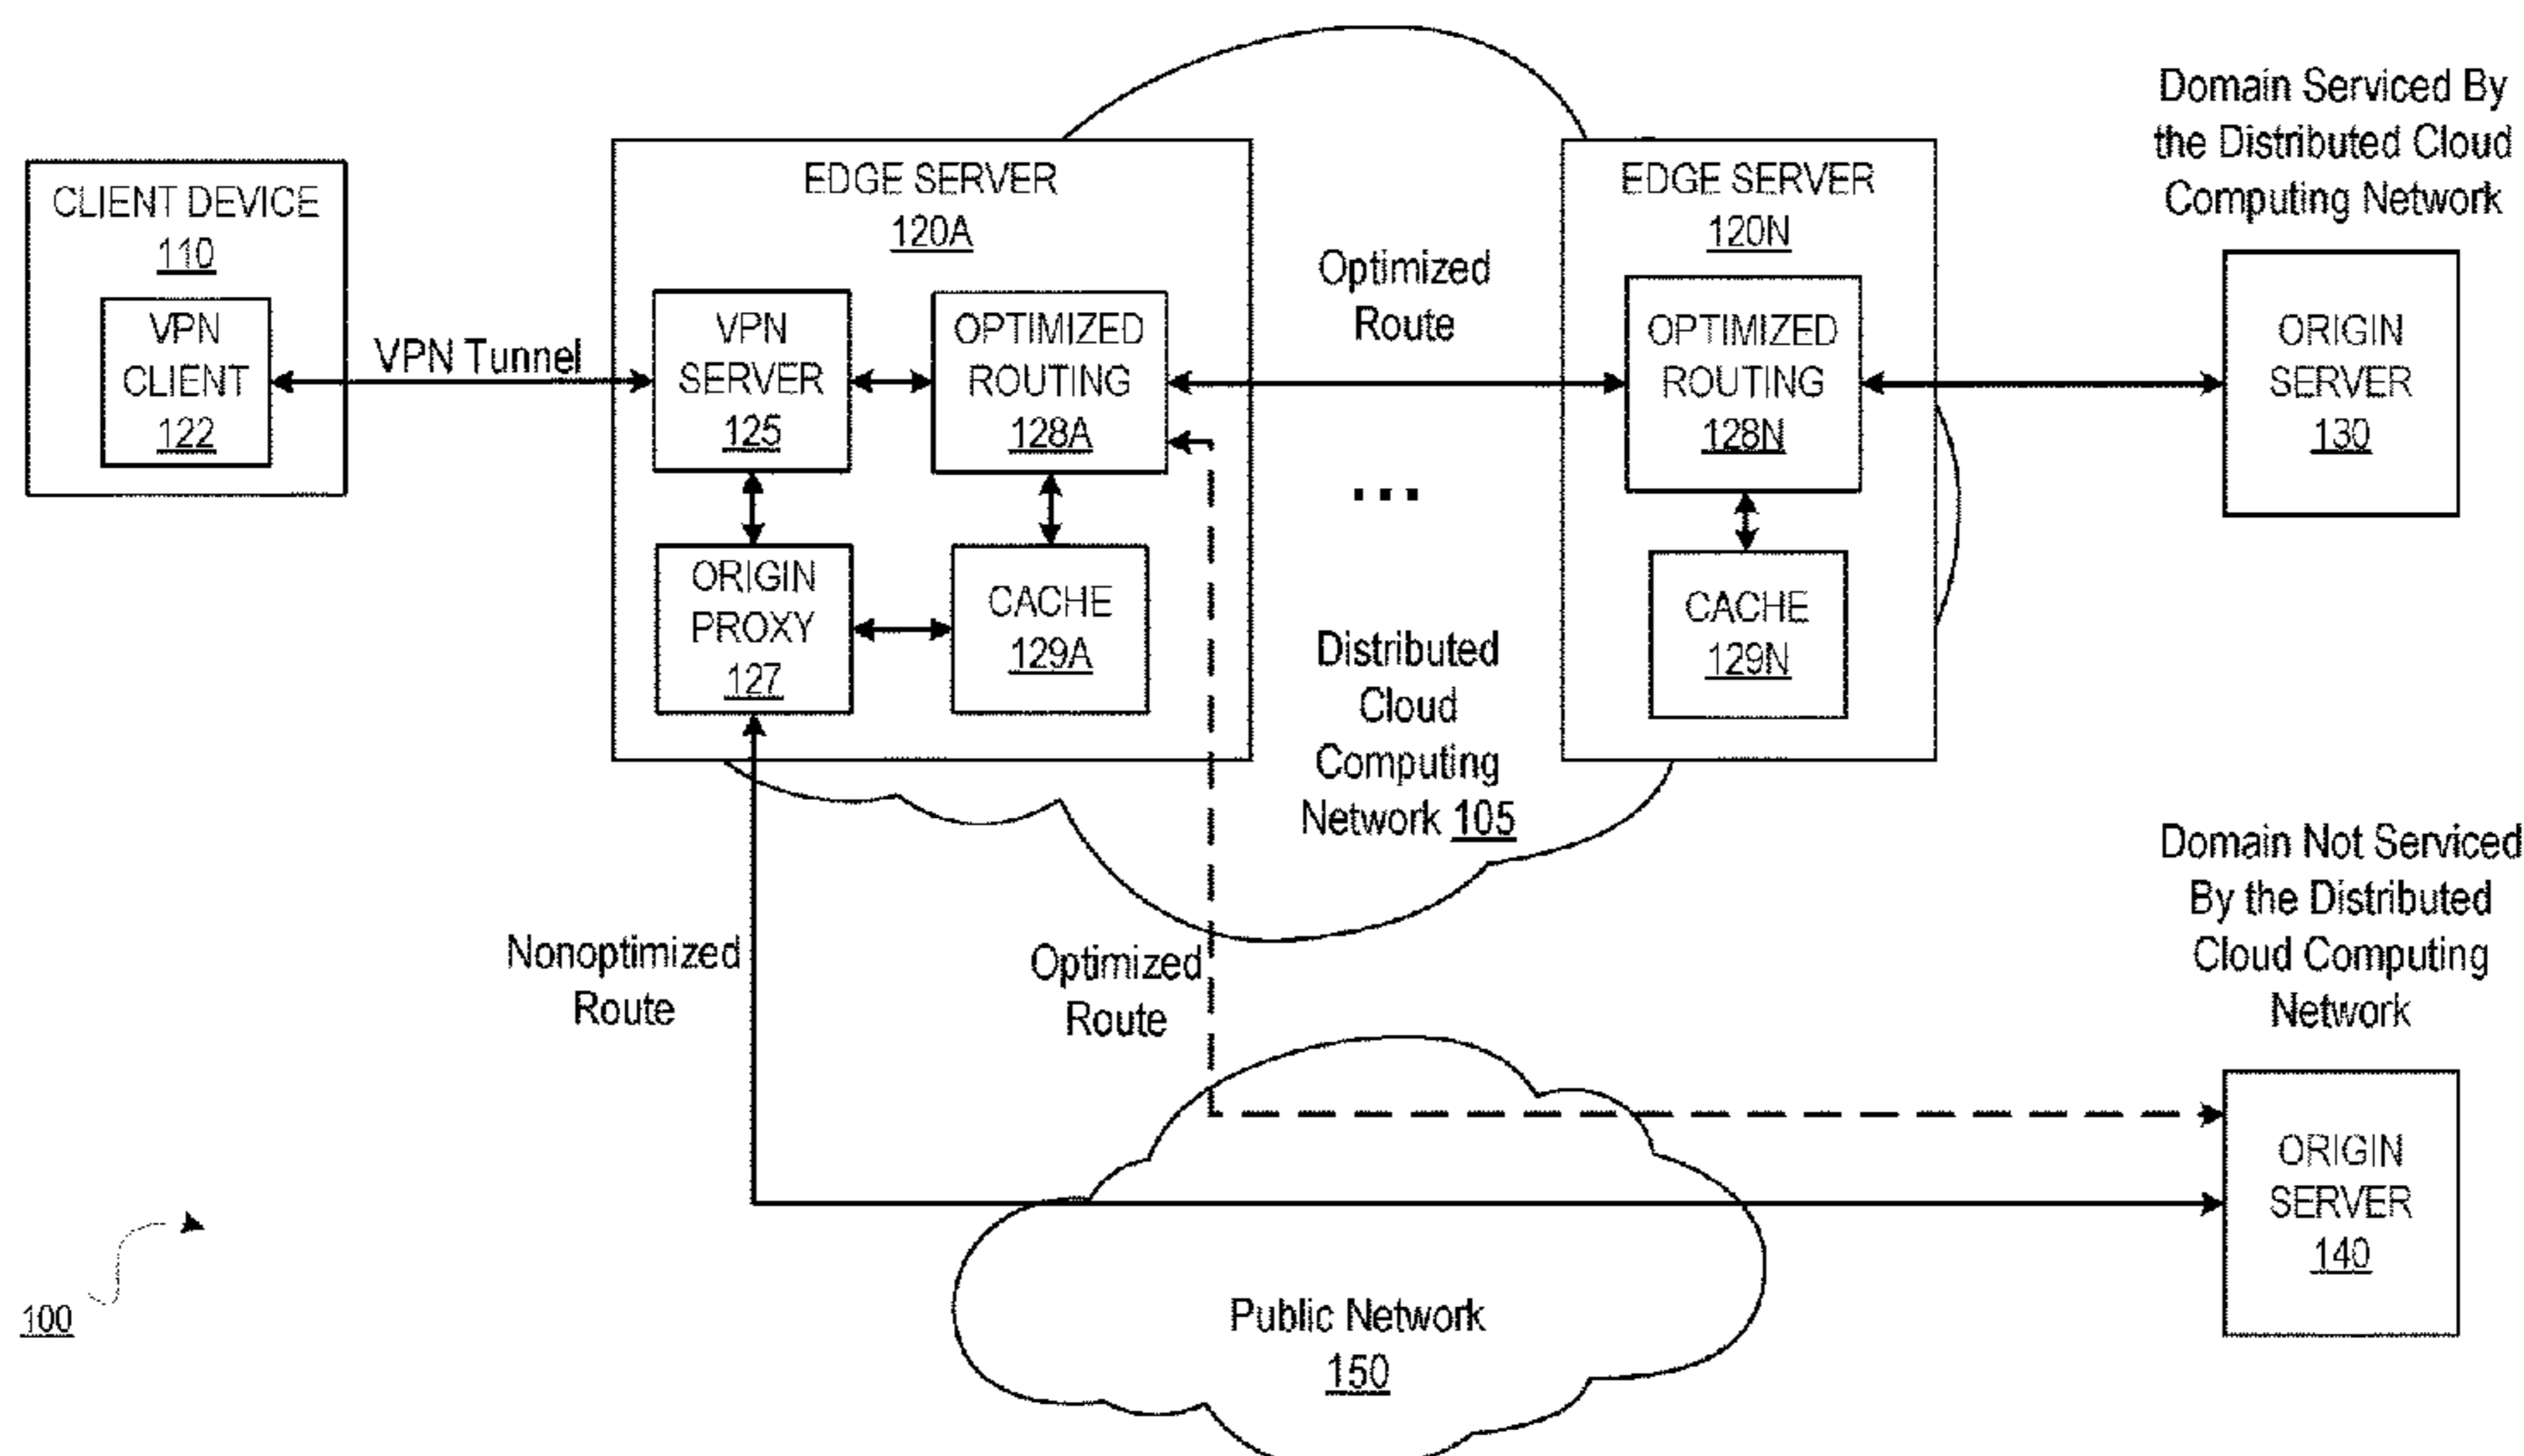 CLIENT DEVICE
110
VPN
CLIENT
122
VPN Tunnel
EDGE SERVER
120A
VPN
SERVER
125
OPTIMIZED
ROUTING
128A
ORIGIN
PROXY
127
CACHE
129A
Optimized
Route
...
Distributed
Cloud
Computing
Network 105
EDGE SERVER
120N
OPTIMIZED
ROUTING
128N
CACHE
129N
Domain Serviced By
the Distributed Cloud
Computing Network
ORIGIN
SERVER
130
Nonoptimized
Route
Optimized
Route
Domain Not Serviced
By the Distributed
Cloud Computing
Network
ORIGIN
SERVER
140
Public Network
150
100